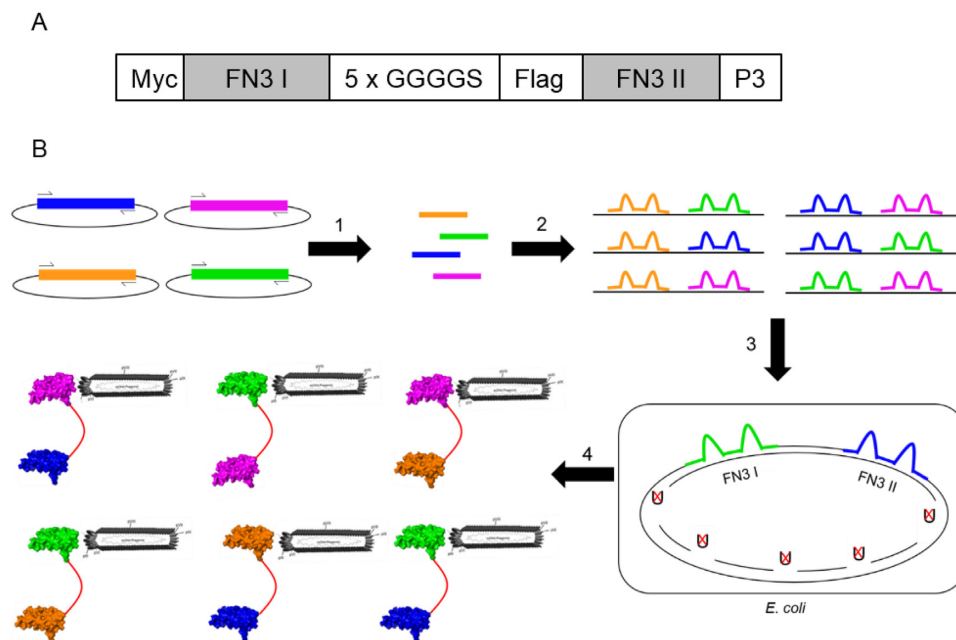 A
Myc FN3 I 5 x GGGGS Flag FN3 II P3
B
1 2
3
4
FN3 I FN3 II
X X X X X
E. coli